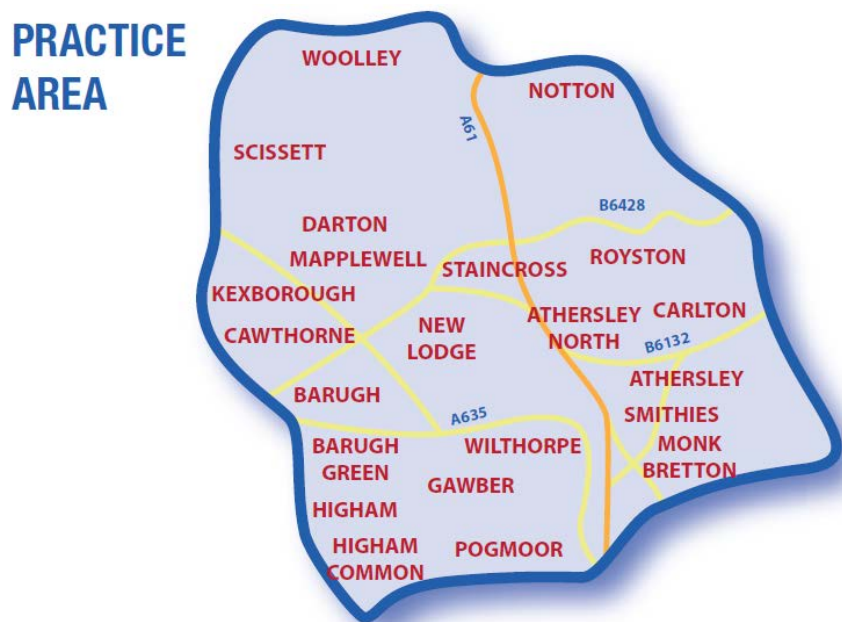 PRACTICE
AREA
WOOLLEY
NOTTON
A61
SCISSETT
B6428
DARTON
MAPPLEWELL
STAINCROSS
ROYSTON
KEXBOROUGH
CAWTHORNE
NEW
LODGE
ATHERSLEY
NORTH
CARLTON
B6132
BARUGH
ATHERSLEY
A635
SMITHIES
BARUGH
GREEN
WILTHORPE
MONK
BRETTON
GAWBER
HIGHAM
HIGHAM
COMMON
POGMOOR